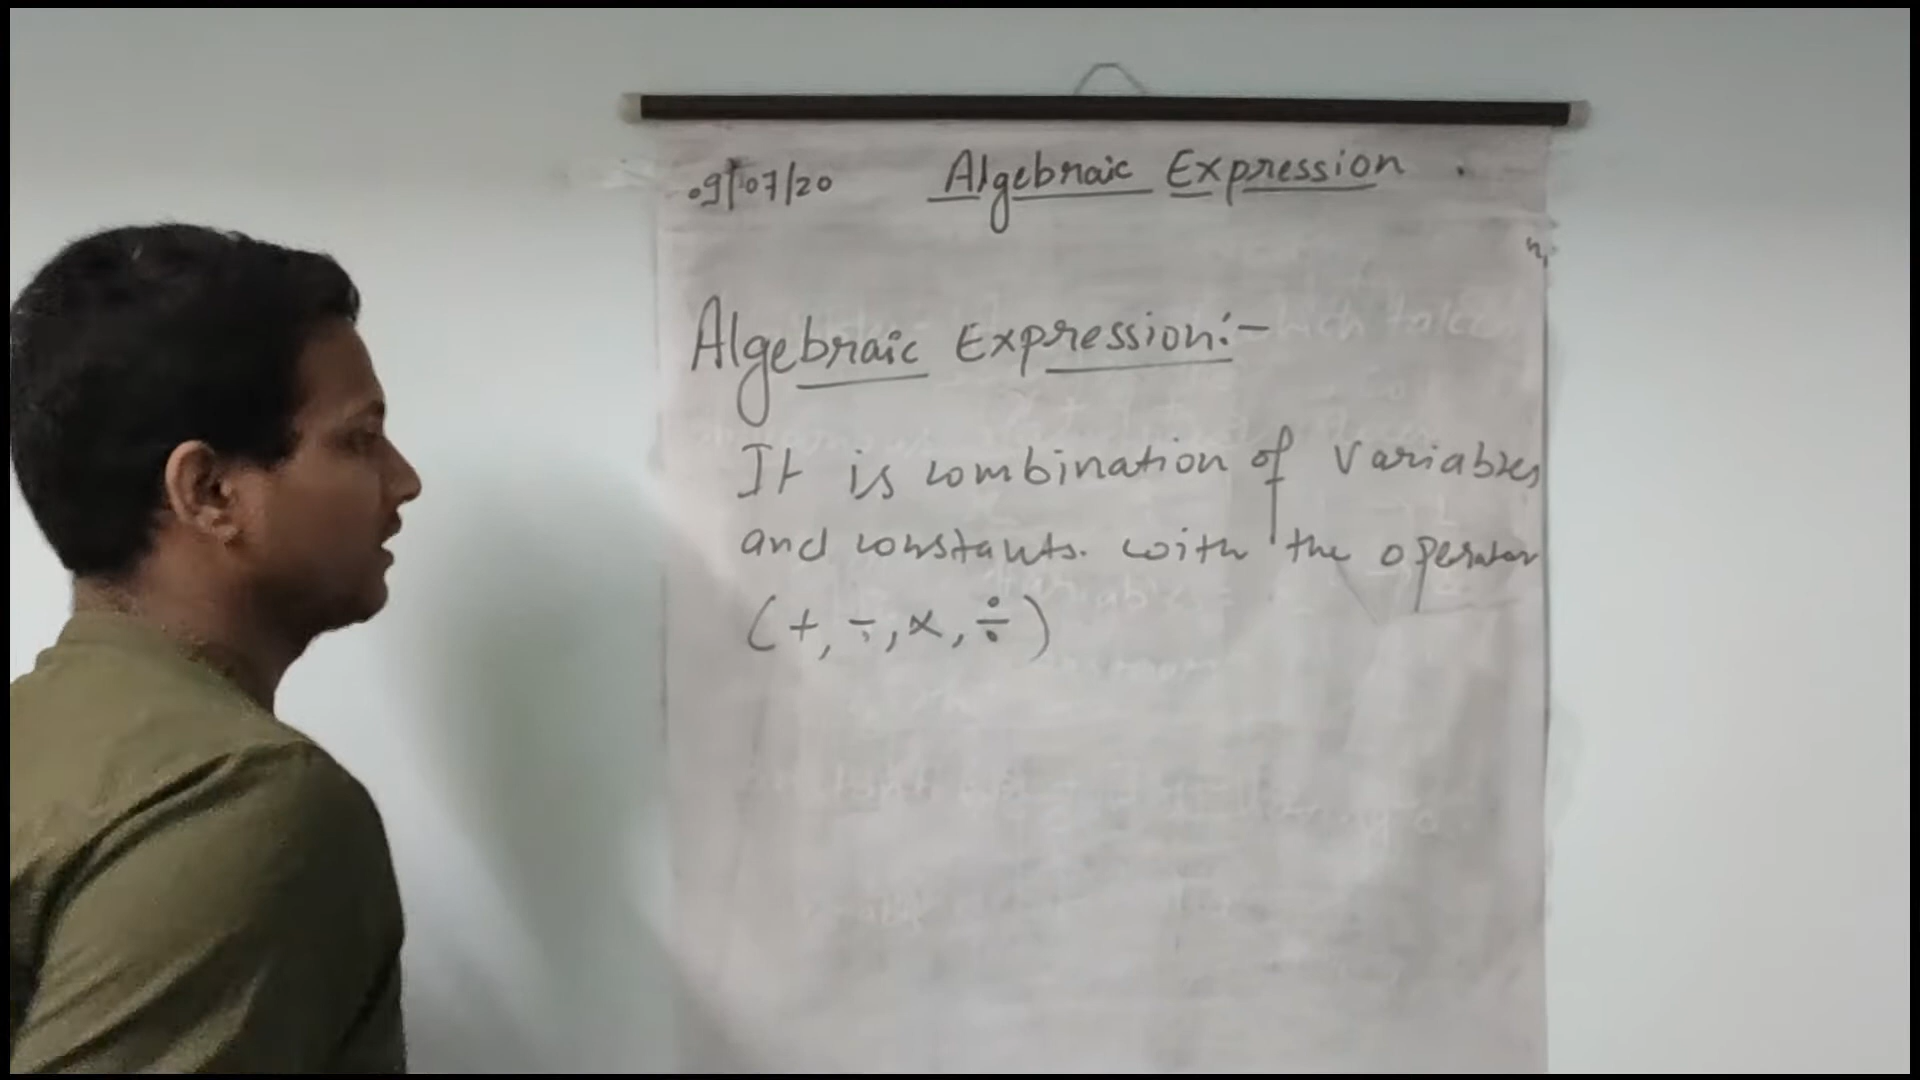 09/07/20 Algebraic Expression.
Algebraic Expression:-
It is combination of variables
and constants. with the operator
(+, -, ×, ÷)